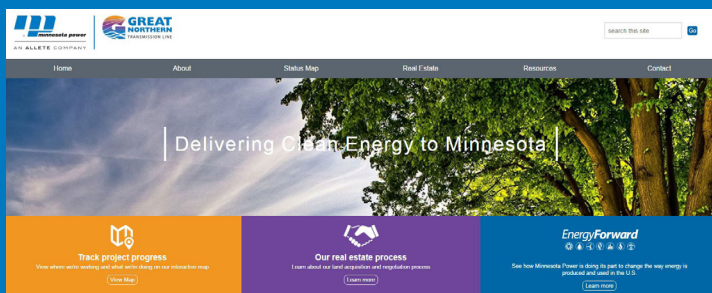 minnesota power
AN ALLETE COMPANY
GREAT
NORTHERN
TRANSMISSION LINE
search this site
Go
Home
About
Status Map
Real Estate
Resources
Contact
Delivering Clean Energy to Minnesota
Track project progress
View where we're working and what we're doing on our interactive map
View Map
Our real estate process
Learn about our land acquistion and negotiation process
Learn more
EnergyForward
See how Minnesota Power is doing its part to change the way energy is
produced and used in the U.S.
Learn more